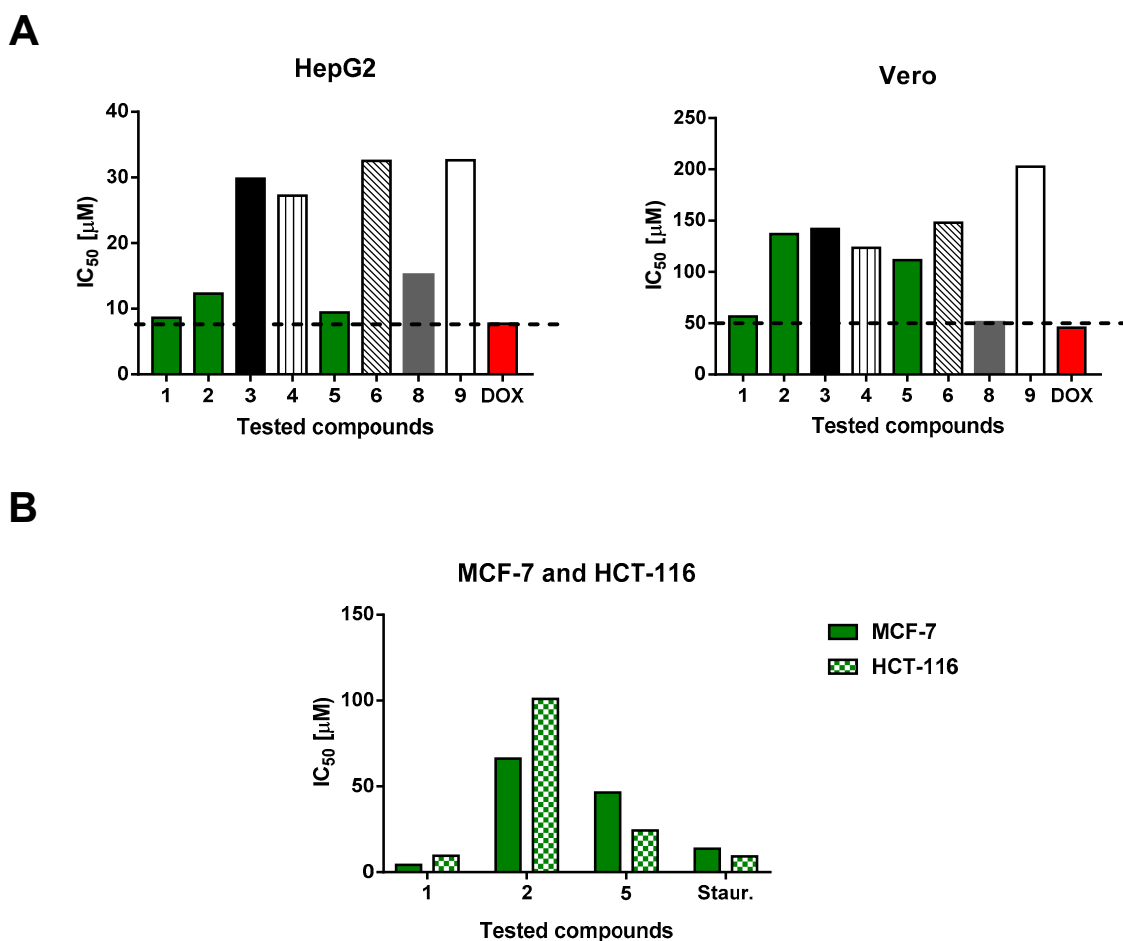 A
HepG2
IC50 [μM)
40
30
20
10
0
1 2 3 4 5 6 8 9 DOX
Tested compounds
Vero
IC50 [μM)
250
200
150
100
50
0
1 2 3 4 5 6 8 9 DOX
Tested compounds
B
MCF-7 and HCT-116
IC50 [μM)
150
100
50
0
1 2 5 Staur.
Tested compounds
MCF-7
HCT-116